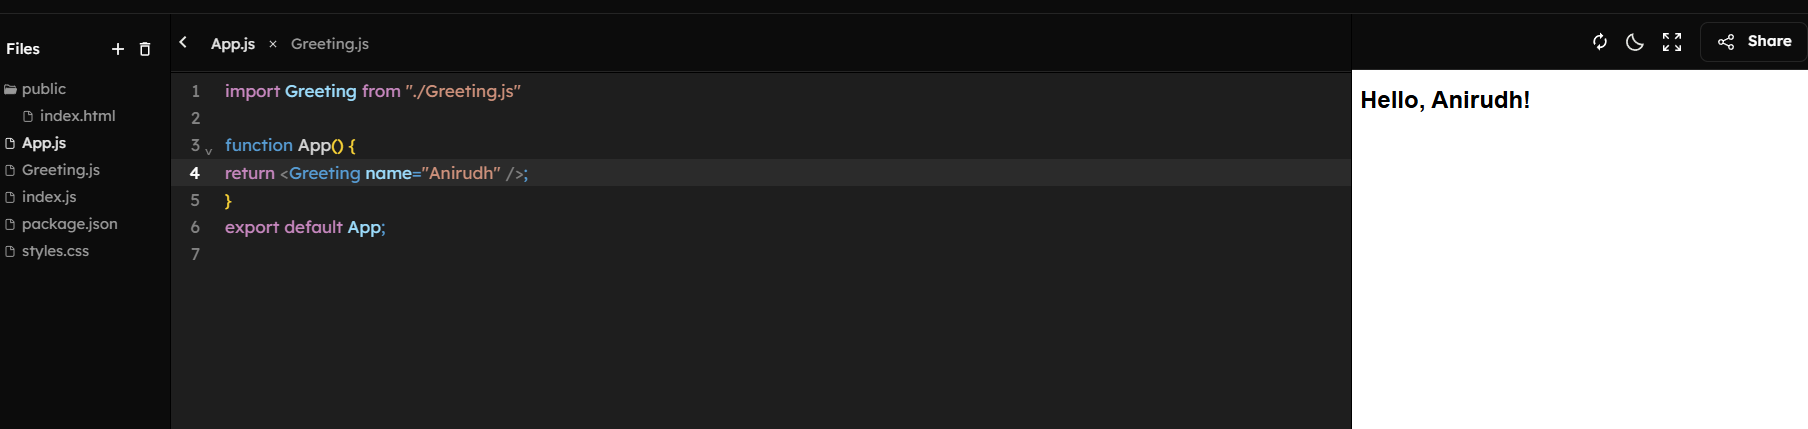 Files
public
index.html
App.js
Greeting.js
index.js
package.json
styles.css
App.js × Greeting.js
1 import Greeting from "./Greeting.js"
2
3 function App() {
4 return <Greeting name="Anirudh" />;
5 }
6 export default App;
7
Share
Hello, Anirudh!